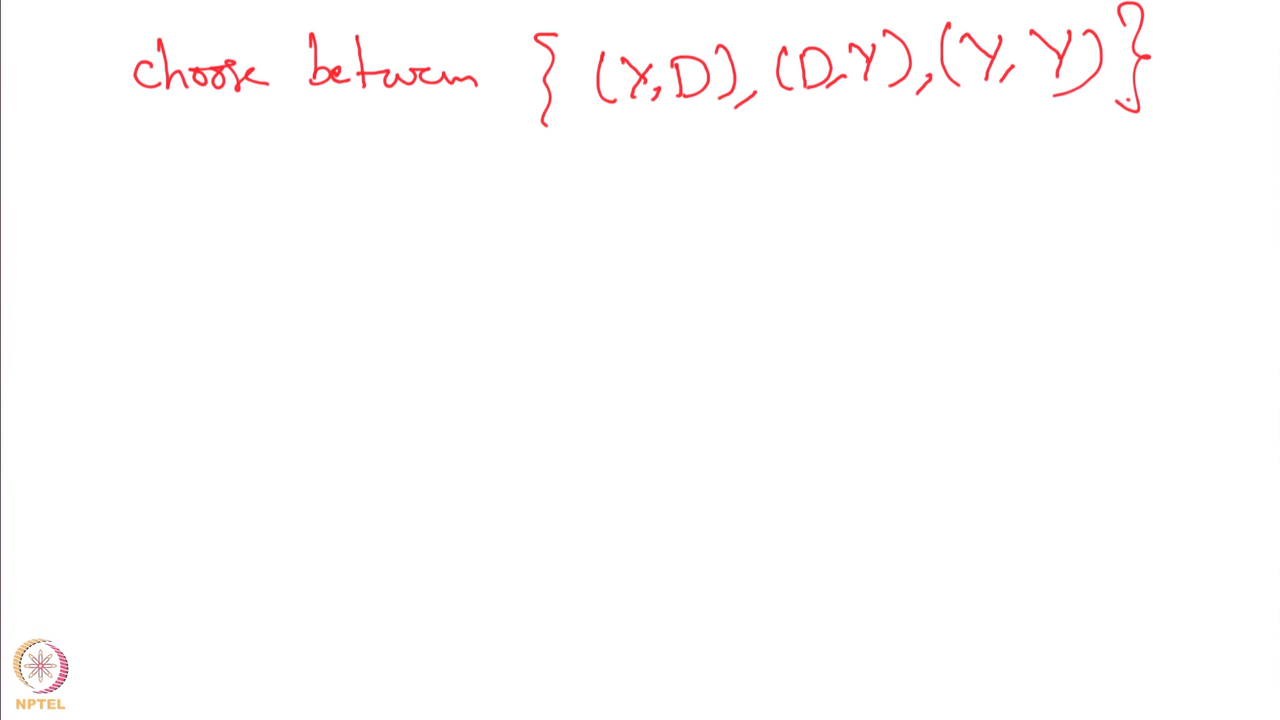 choose between { (Y,D), (D,Y), (Y, Y) }
NPTEL